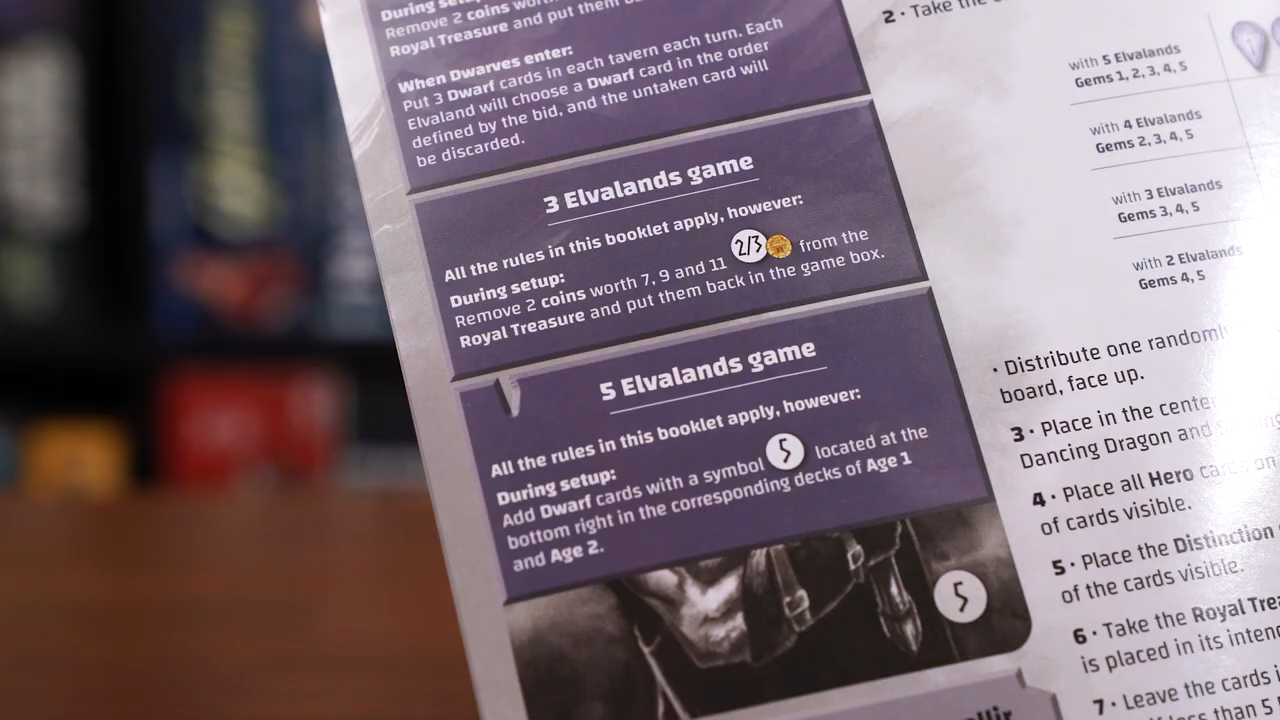 During setup:
Remove 2 coins
Royal Treasure and put them
When Dwarves enter:
Put 3 Dwarf cards in each tavern each turn. Each
Elvaland will choose a Dwarf card in the order
defined by the bid, and the untaken card will
be discarded.
3 Elvalands game
All the rules in this booklet apply, however:
During setup:
Remove 2 coins worth 7, 9 and 11 2/3 from the
Royal Treasure and put them back in the game box.
5 Elvalands game
All the rules in this booklet apply, however:
During setup:
Add Dwarf cards with a symbol 5 located at the
bottom right in the corresponding decks of Age 1
and Age 2.
5
2 · Take the
with 5 Elvalands
Gems 1, 2, 3, 4, 5
with 4 Elvalands
Gems 2, 3, 4, 5
with 3 Elvalands
Gems 3, 4, 5
with 2 Elvalands
Gems 4, 5
· Distribute one
board, face up.
3 · Place in the
Dancing Dragon and
4 · Place all Hero cards on
of cards visible.
5 · Place the Distinction
of the cards visible.
6 · Take the Royal
is placed in its
7 · Leave the cards
less than 5